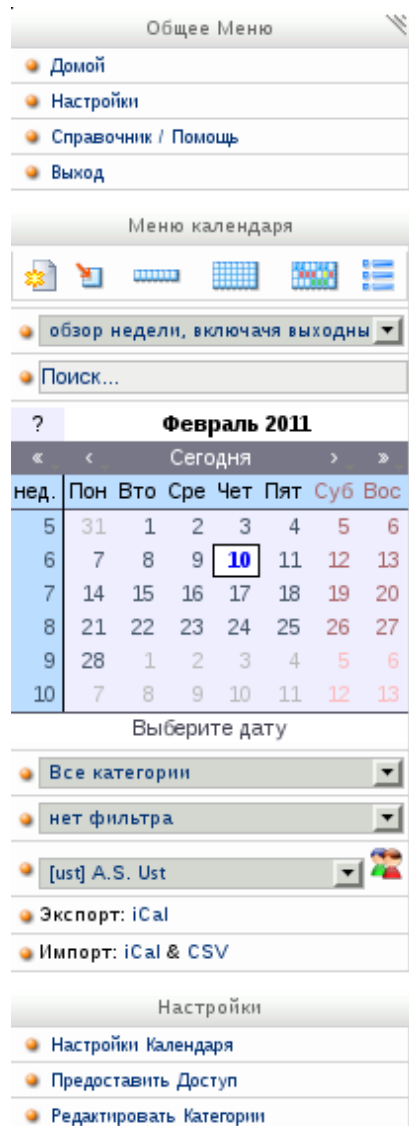 Общее Меню
Домой
Настройки
Справочник / Помощь
Выход
Меню календаря
обзор недели, включачя выходны
Поиск...
? Февраль 2011
« ‹ Сегодня › »
нед. Пон Вто Сре Чет Пят Суб Вос
5 31 1 2 3 4 5 6
6 7 8 9 10 11 12 13
7 14 15 16 17 18 19 20
8 21 22 23 24 25 26 27
9 28 1 2 3 4 5 6
10 7 8 9 10 11 12 13
Выберите дату
Все категории
нет фильтра
[ust] A.S. Ust
Экспорт: iCal
Импорт: iCal & CSV
Настройки
Настройки Календаря
Предоставить Доступ
Редактировать Категории